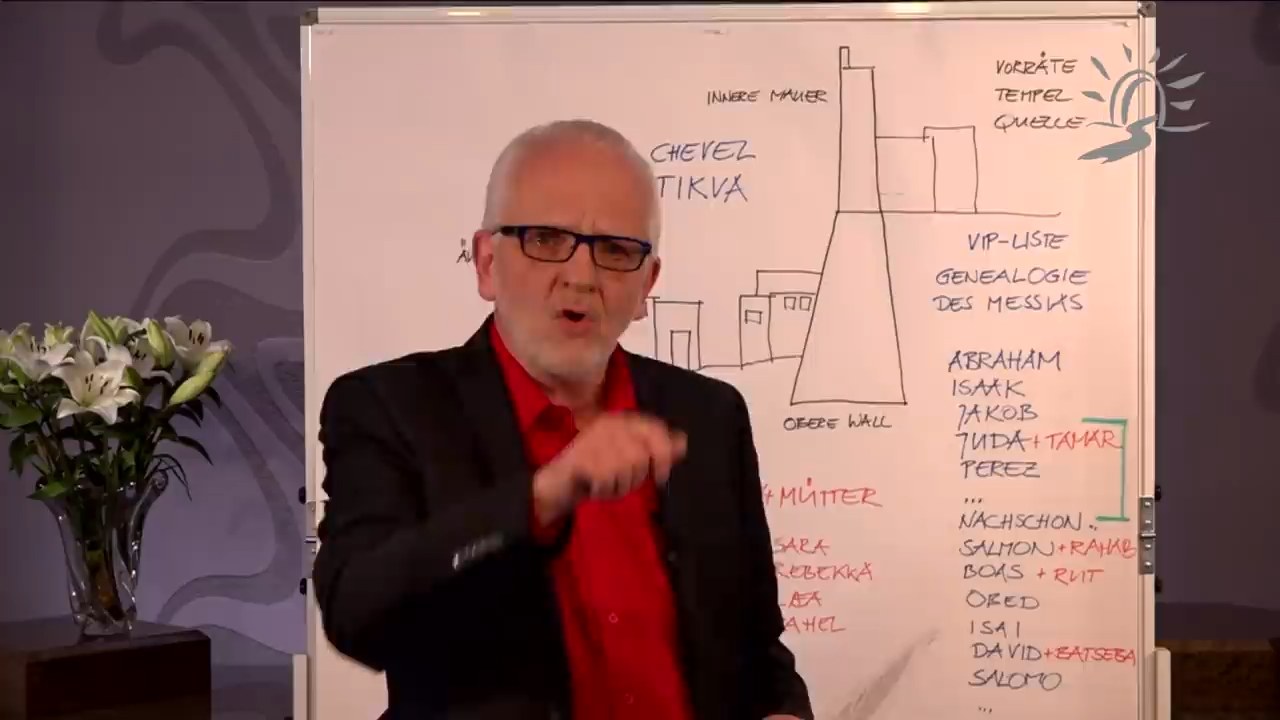 INNERE MAUER
VORRÄTE
TEMPEL
QUELLE
CHEVEL
TIKVA
VIP-LISTE
GENEALOGIE
DES MESSIAS
ABRAHAM
ISAAK
JAKOB
OBERE WALL
JUDA + TAMAR
PEREZ
...
+ MÜTTER
NACHSCHON..
SARA
SALMON + RAHAB
REBEKKA
BOAS + RUT
LEA
OBED
RAHEL
ISAI
DAVID + BATSEBA
SALOMO
...